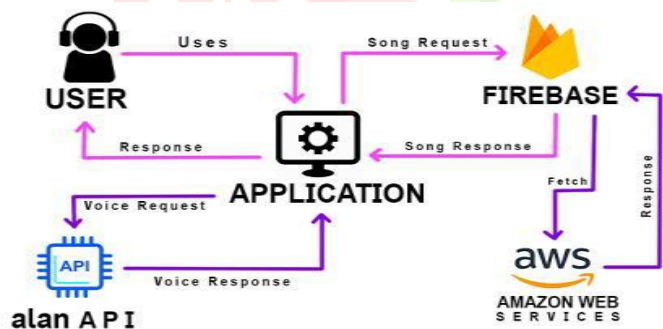 Uses
Song Request
USER
FIREBASE
Response
Song Response
APPLICATION
Fetch
Response
Voice Request
API
Voice Response
aws
AMAZON WEB
SERVICES
alan API